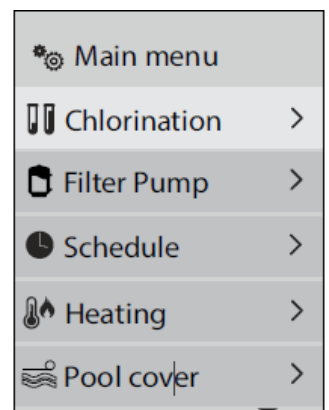 Main menu
Chlorination
Filter Pump
Schedule
Heating
Pool cover